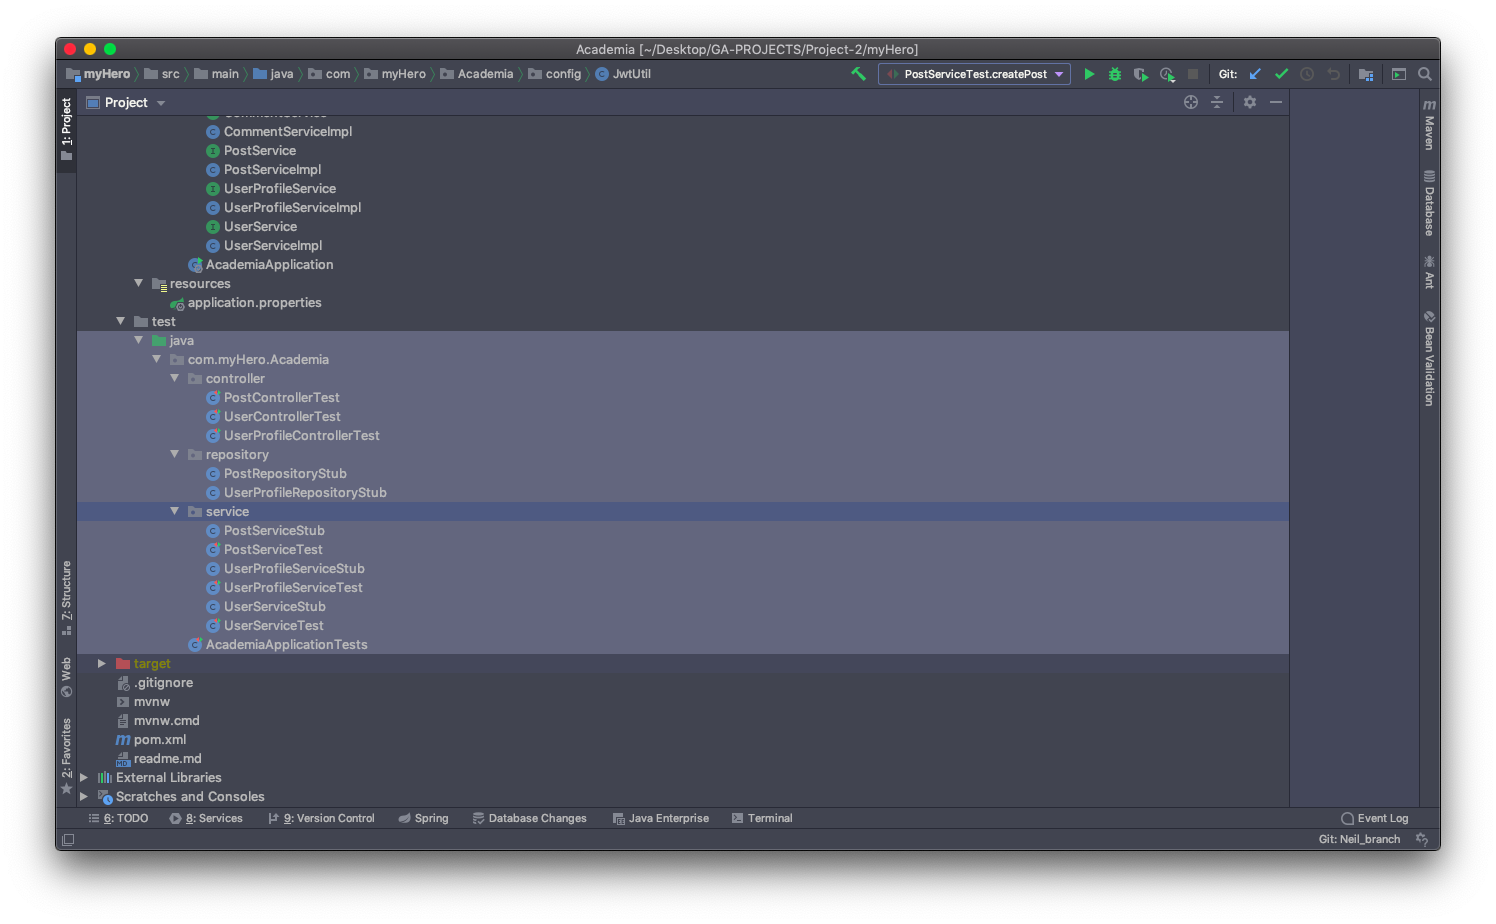 Academia [~/Desktop/GA-PROJECTS/Project-2/myHero]
myHero src main java com myHero Academia config JwtUtil PostServiceTest.createPost Git:
1: Project
Project
CommentServiceImpl
PostService
PostServiceImpl
UserProfileService
UserProfileServiceImpl
UserService
UserServiceImpl
AcademiaApplication
resources
application.properties
test
java
com.myHero.Academia
controller
PostControllerTest
UserControllerTest
UserProfileControllerTest
repository
PostRepositoryStub
UserProfileRepositoryStub
service
PostServiceStub
PostServiceTest
UserProfileServiceStub
UserProfileServiceTest
UserServiceStub
UserServiceTest
AcademiaApplicationTests
target
.gitignore
mvnw
mvnw.cmd
pom.xml
readme.md
External Libraries
Scratches and Consoles
Z: Structure
Web
2: Favorites
Maven
Database
Ant
Bean Validation
6: TODO 8: Services 9: Version Control Spring Database Changes Java Enterprise Terminal Event Log
Git: Neil_branch